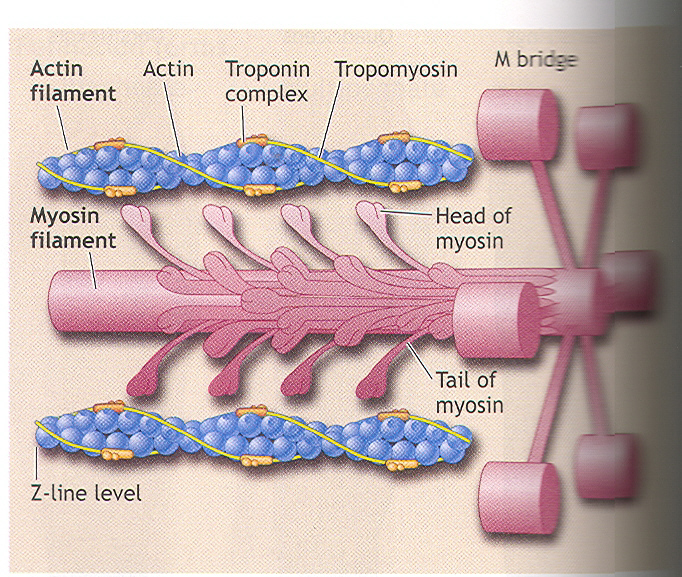 Actin
filament
Actin
Troponin
complex
Tropomyosin
M bridge
Myosin
filament
Head of
myosin
Tail of
myosin
Z-line level